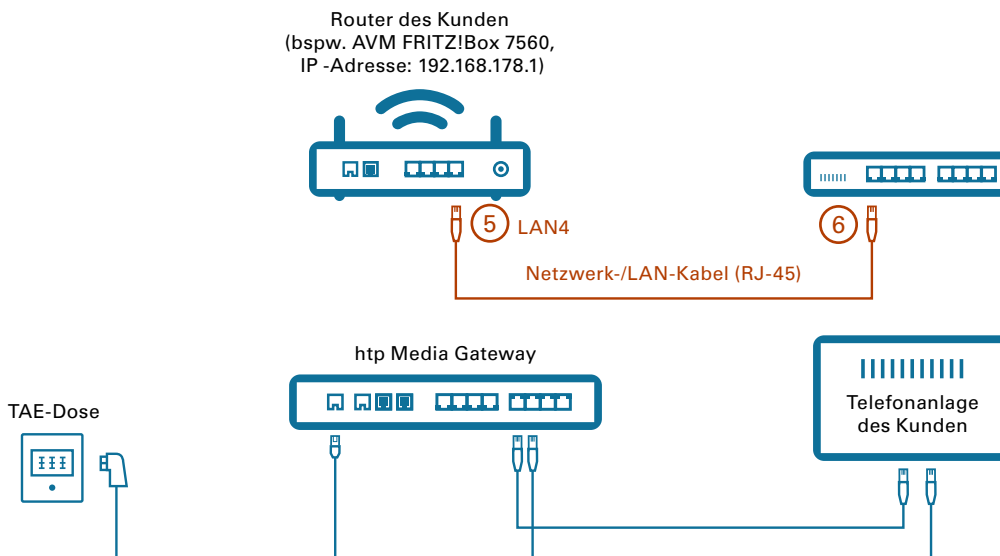 Router des Kunden
(bspw. AVM FRITZ!Box 7560,
IP -Adresse: 192.168.178.1)
5 LAN4
6
Netzwerk-/LAN-Kabel (RJ-45)
htp Media Gateway
TAE-Dose
Telefonanlage
des Kunden